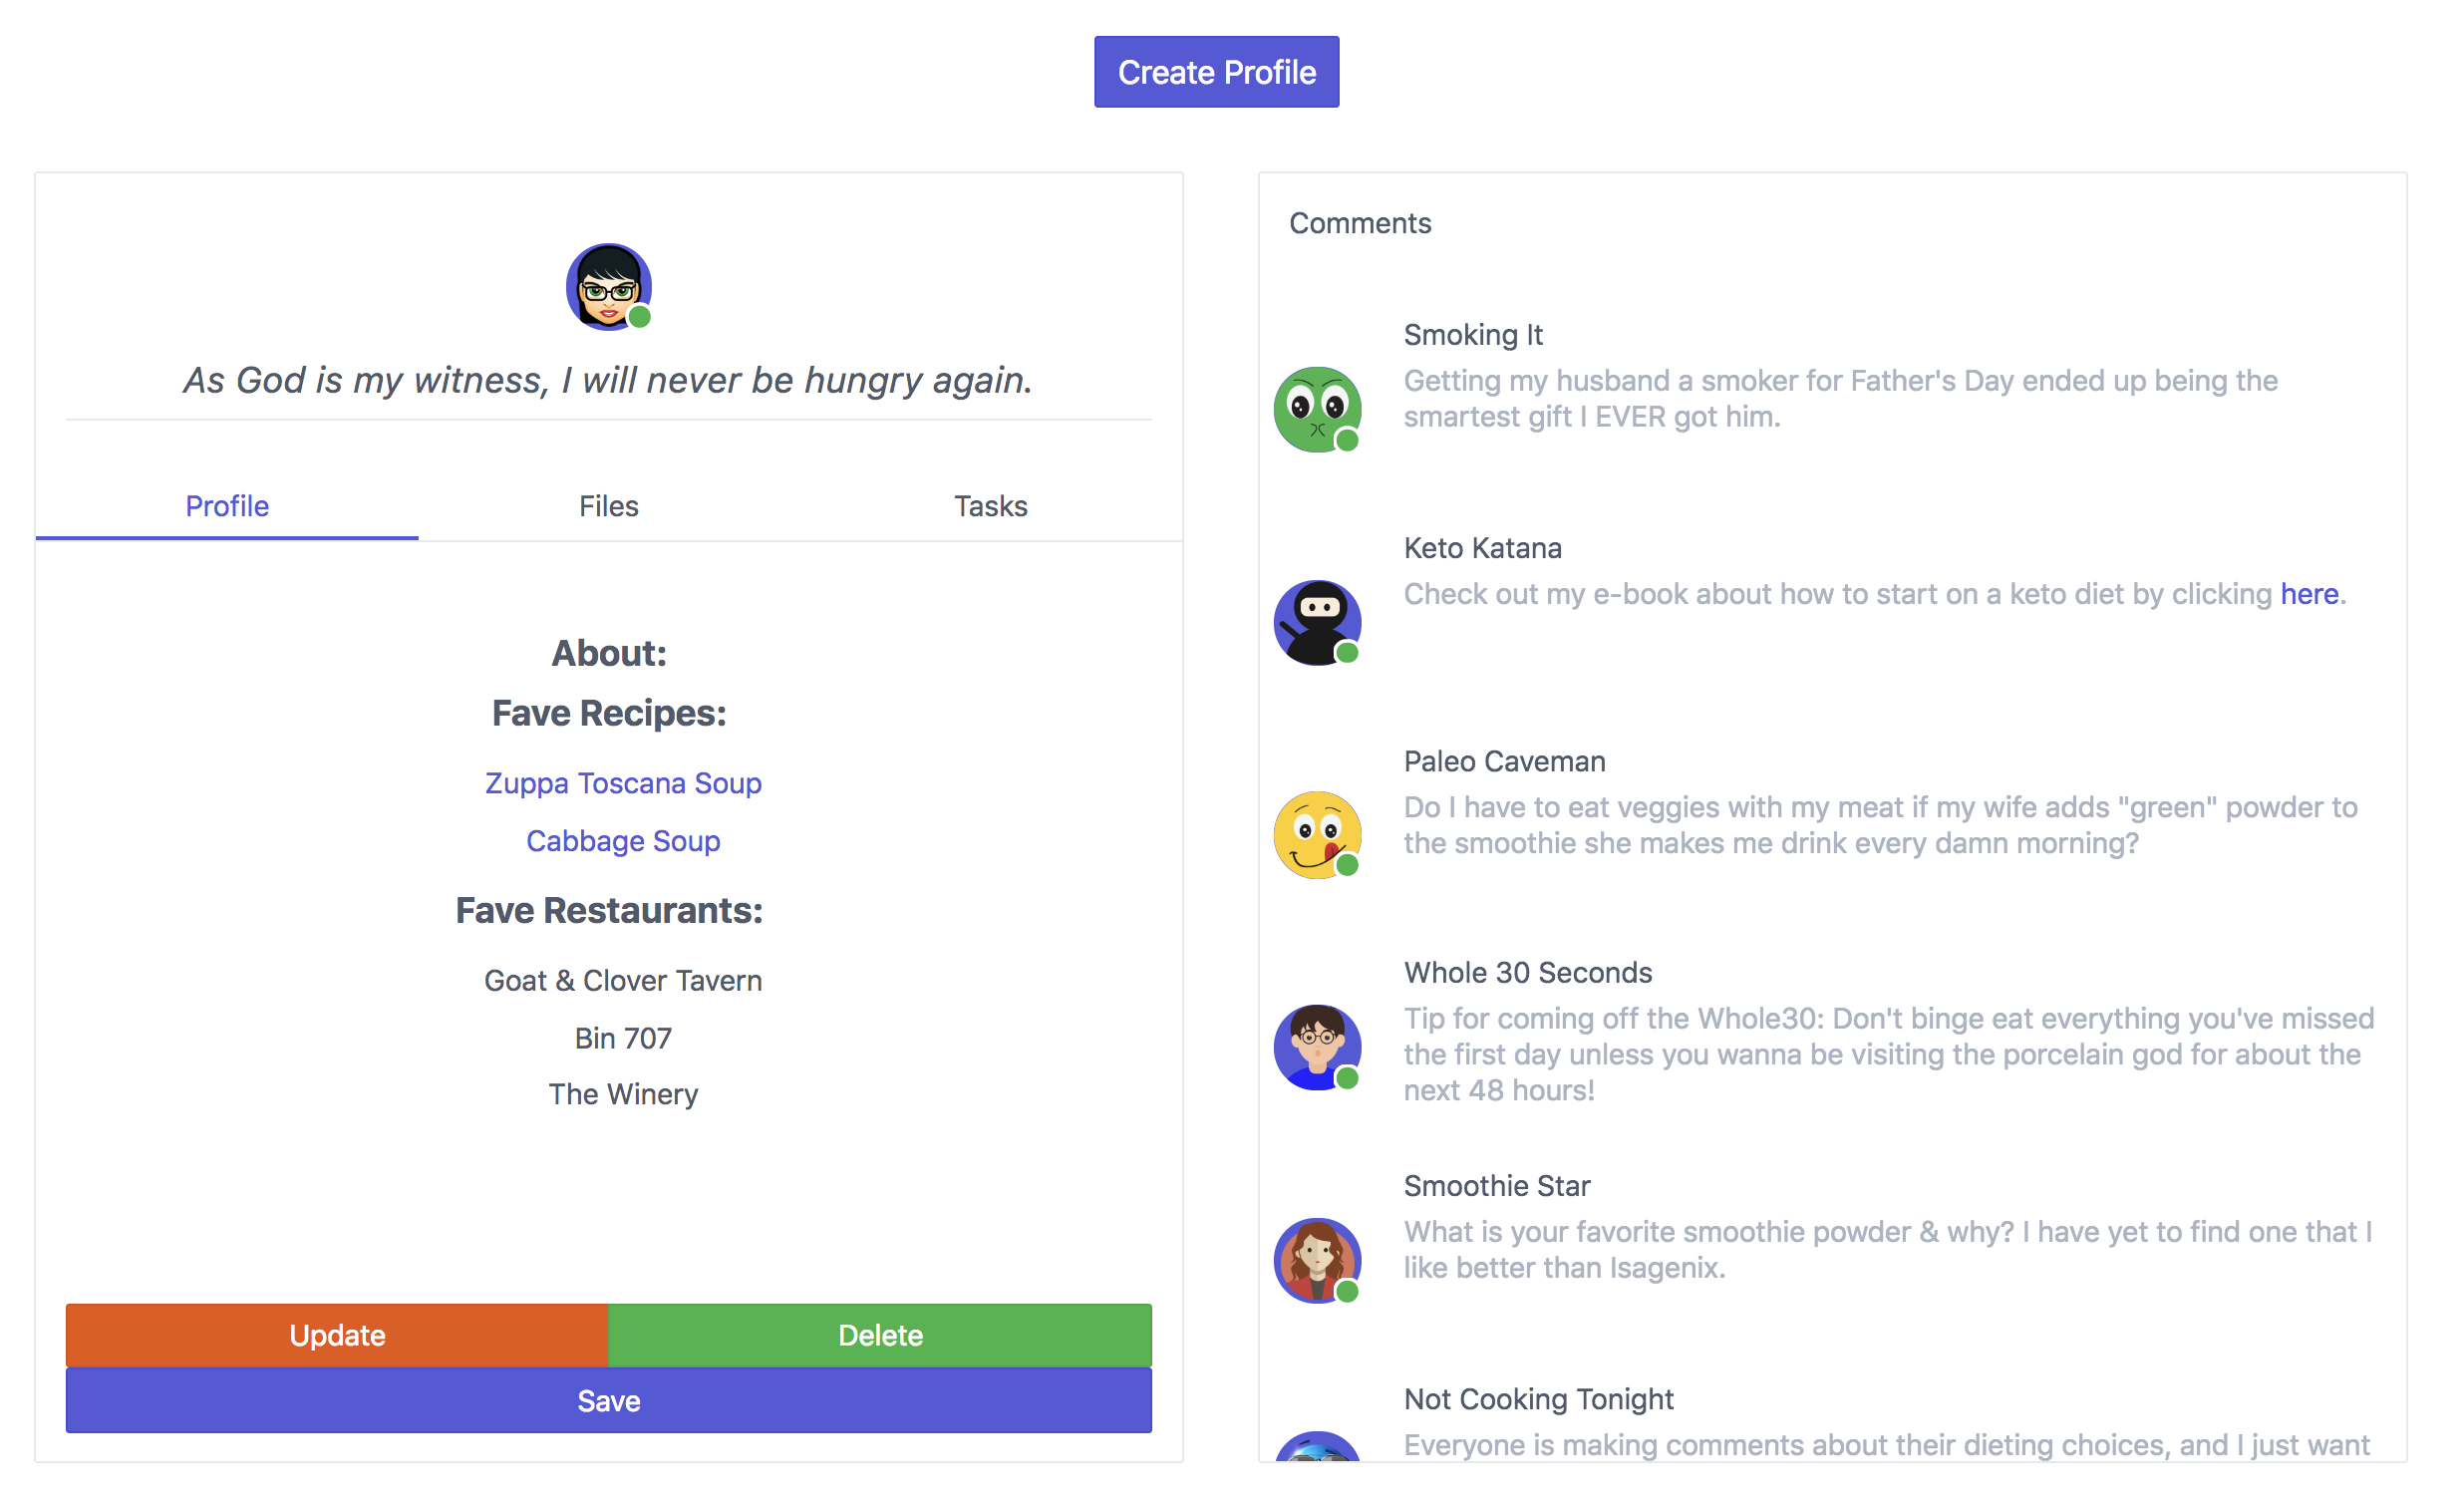 Create Profile
As God is my witness, I will never be hungry again.
Profile
Files
Tasks
About:
Fave Recipes:
Zuppa Toscana Soup
Cabbage Soup
Fave Restaurants:
Goat & Clover Tavern
Bin 707
The Winery
Update
Delete
Save
Comments
Smoking It
Getting my husband a smoker for Father's Day ended up being the
smartest gift I EVER got him.
Keto Katana
Check out my e-book about how to start on a keto diet by clicking here.
Paleo Caveman
Do I have to eat veggies with my meat if my wife adds "green" powder to
the smoothie she makes me drink every damn morning?
Whole 30 Seconds
Tip for coming off the Whole30: Don't binge eat everything you've missed
the first day unless you wanna be visiting the porcelain god for about the
next 48 hours!
Smoothie Star
What is your favorite smoothie powder & why? I have yet to find one that I
like better than Isagenix.
Not Cooking Tonight
Everyone is making comments about their dieting choices, and I just want